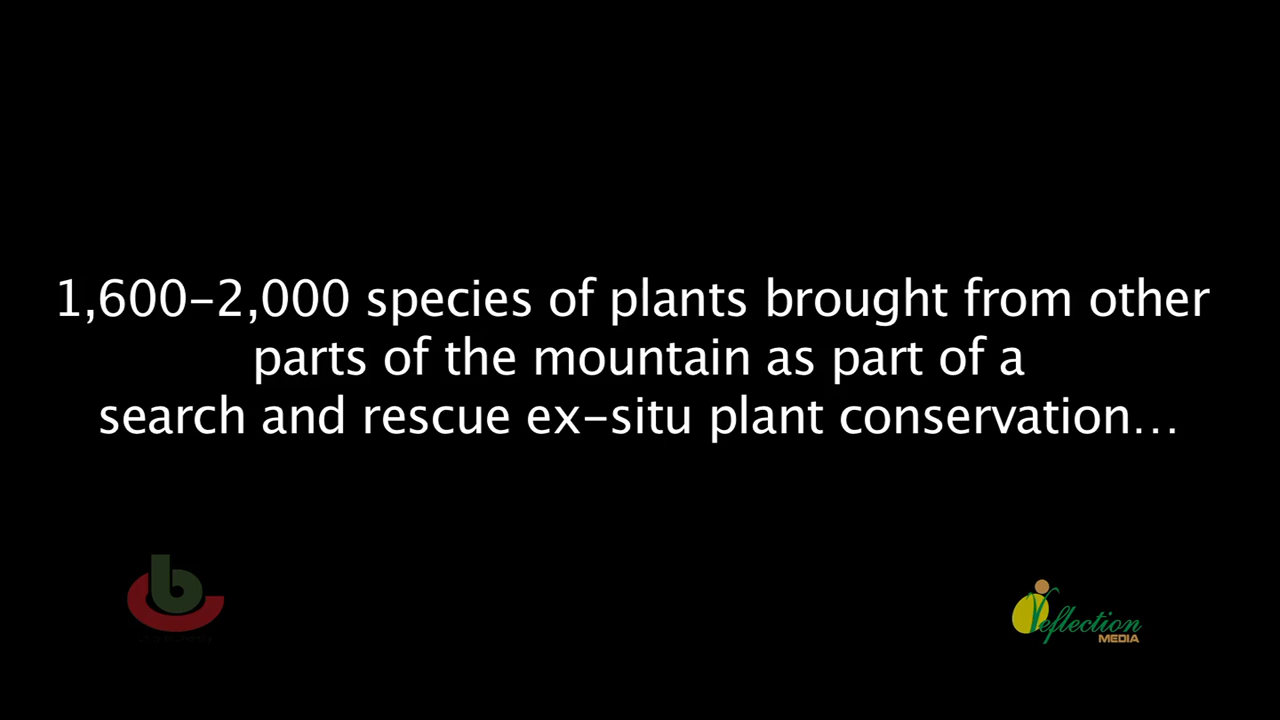 1,600–2,000 species of plants brought from other
parts of the mountain as part of a
search and rescue ex–situ plant conservation...
b
Reflection
MEDIA